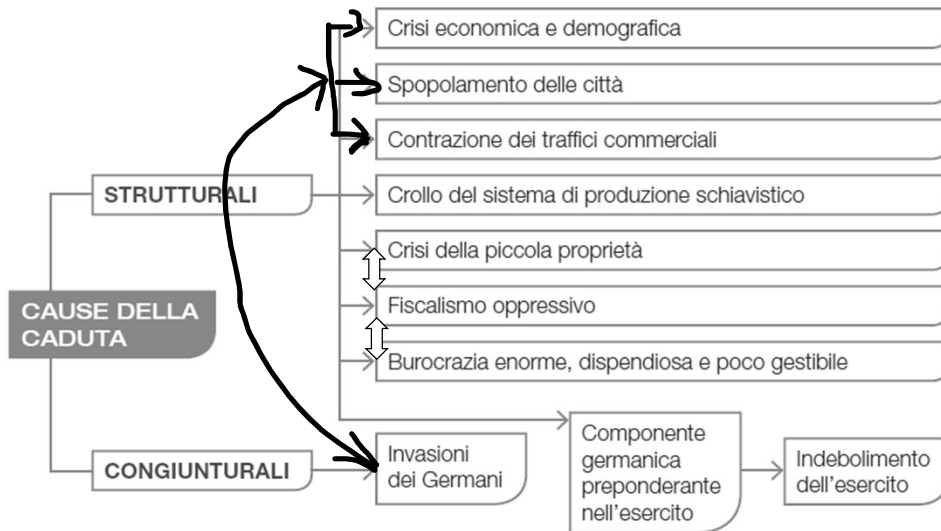 Crisi economica e demografica
Spopolamento delle città
Contrazione dei traffici commerciali
STRUTTURALI
Crollo del sistema di produzione schiavistico
Crisi della piccola proprietà
CAUSE DELLA
CADUTA
Fiscalismo oppressivo
Burocrazia enorme, dispendiosa e poco gestibile
CONGIUNTURALI
Invasioni
dei Germani
Componente
germanica
preponderante
nell'esercito
Indebolimento
dell'esercito